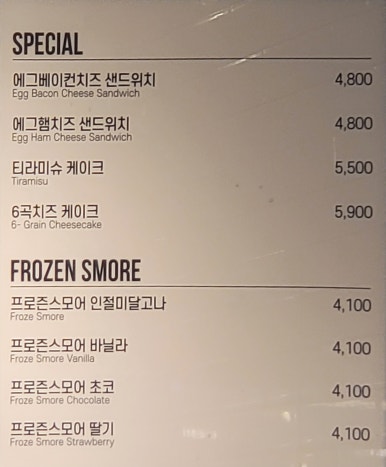 SPECIAL
에그베이컨치즈 샌드위치 4,800
Egg Bacon Cheese Sandwich
에그햄치즈 샌드위치 4,800
Egg Ham Cheese Sandwich
티라미슈 케이크 5,500
Tiramisu
6곡치즈 케이크 5,900
6- Grain Cheesecake
FROZEN SMORE
프로즌스모어 인절미달고나 4,100
Froze Smore
프로즌스모어 바닐라 4,100
Froze Smore Vanilla
프로즌스모어 초코 4,100
Froze Smore Chocolate
프로즌스모어 딸기 4,100
Froze Smore Strawberry